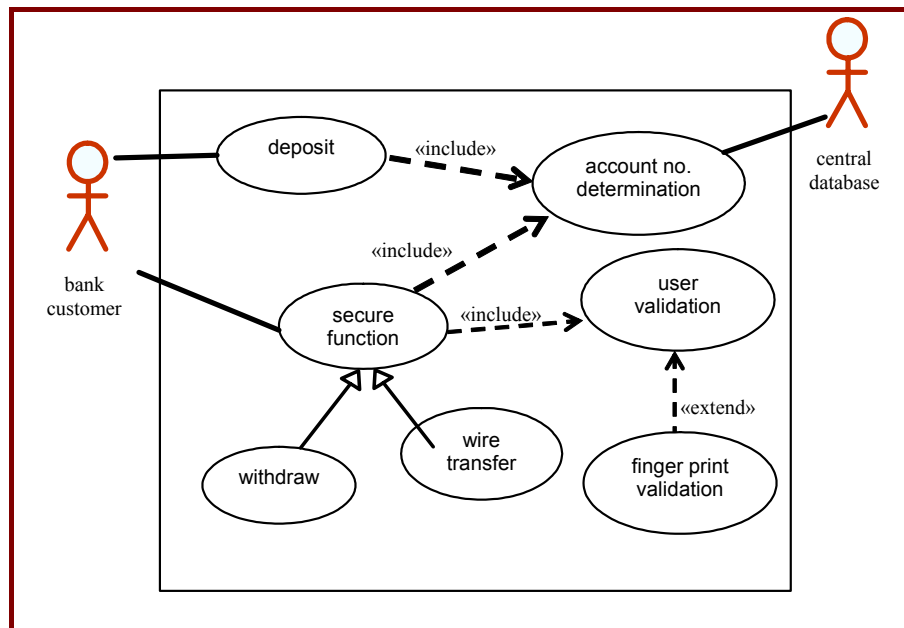 deposit
«include»
account no.
determination
central
database
bank
customer
«include»
secure
function
«include»
user
validation
«extend»
withdraw
wire
transfer
finger print
validation